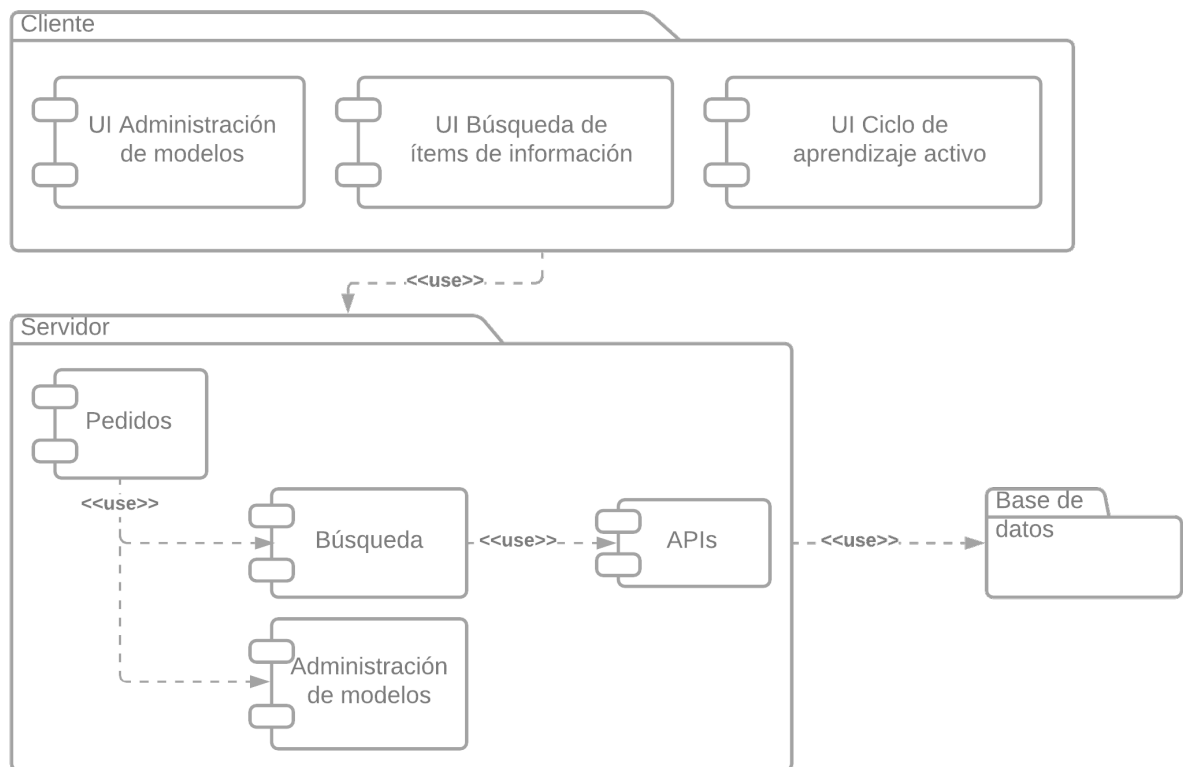 Cliente
UI Administración
de modelos
UI Búsqueda de
ítems de información
UI Ciclo de
aprendizaje activo
<<use>>
Servidor
Pedidos
<<use>>
Búsqueda
<<use>>
APIs
<<use>>
Base de
datos
Administración
de modelos